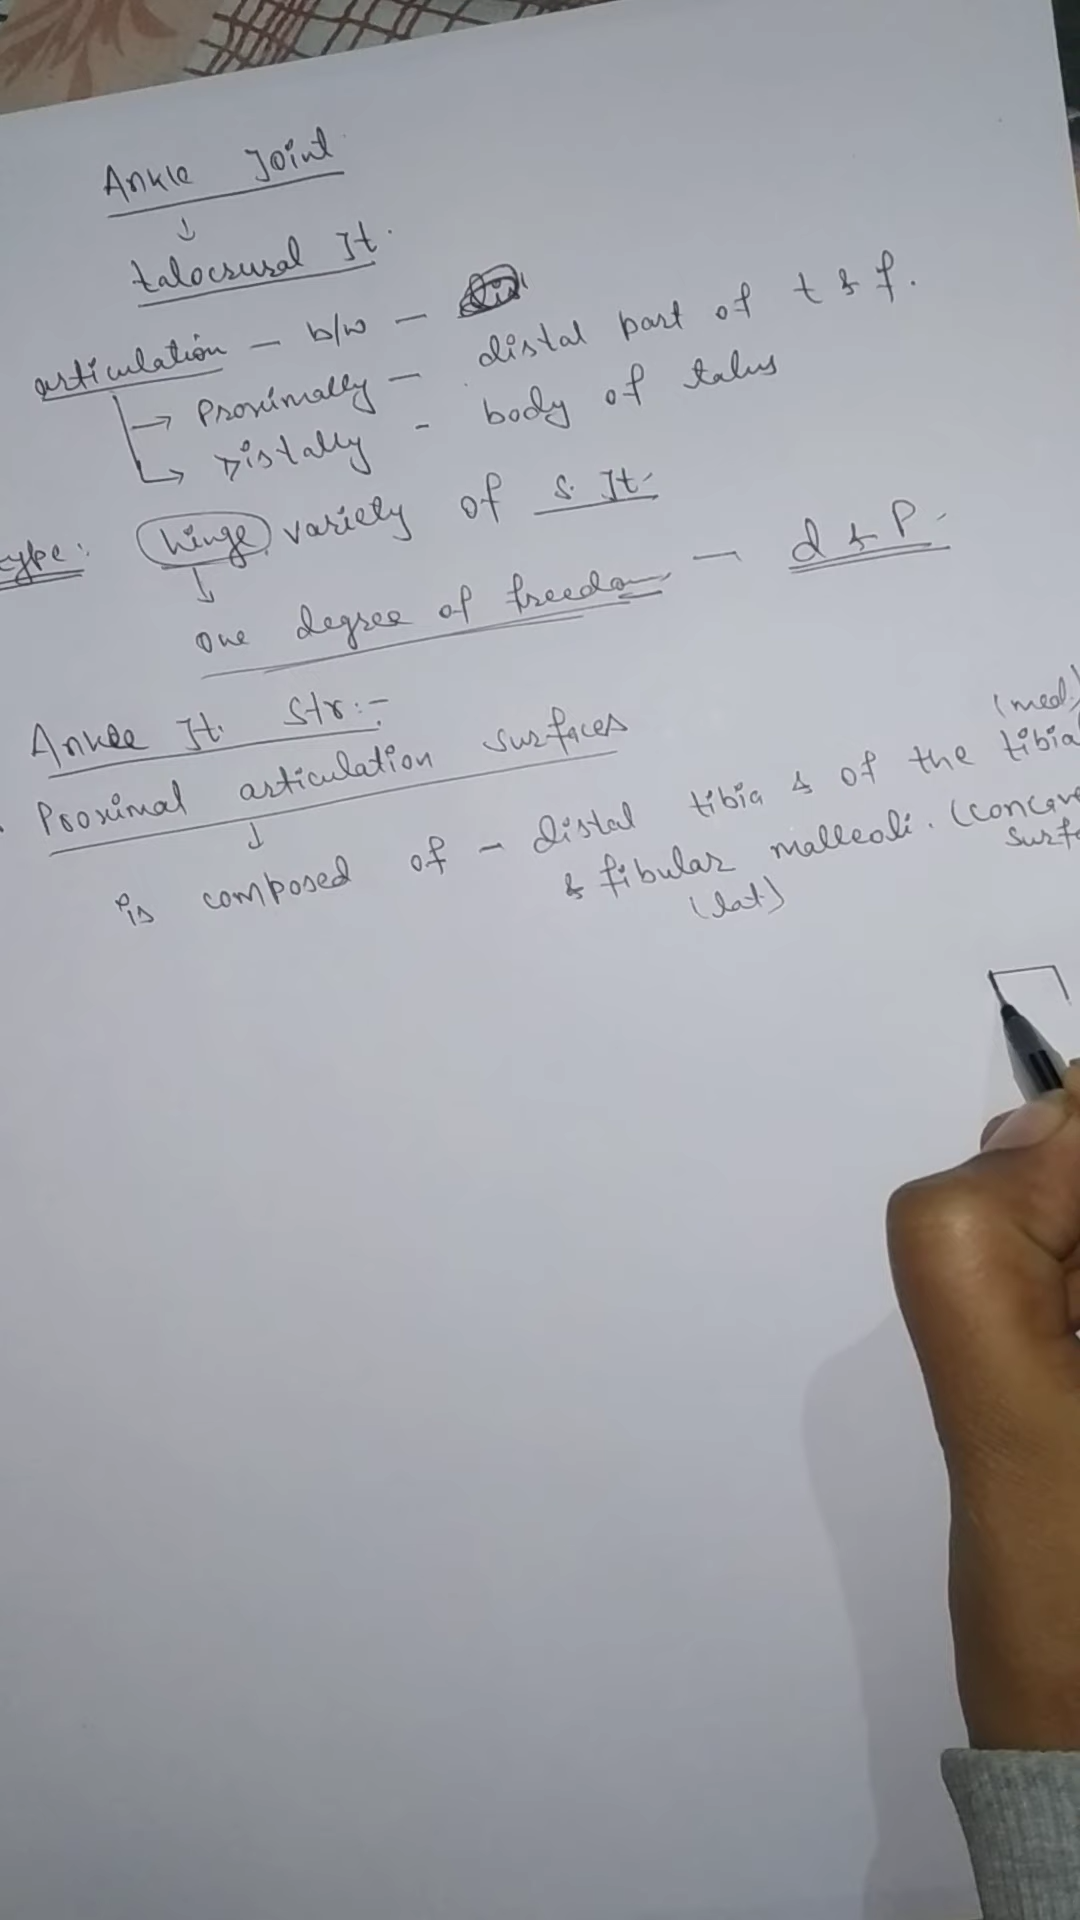 Ankle Joint
↓
talocrural Jt.
articulation – b/w –
→ Proximally – distal part of t & f.
→ Distally - body of talus
type: hinge variety of s. Jt.
↓
one degree of freedom – d & P.
Ankle Jt. Str :-
Proximal articulation surfaces
↓
(med.)
is composed of – distal tibia & of the tibial
& fibular malleoli. (concave
(lat)